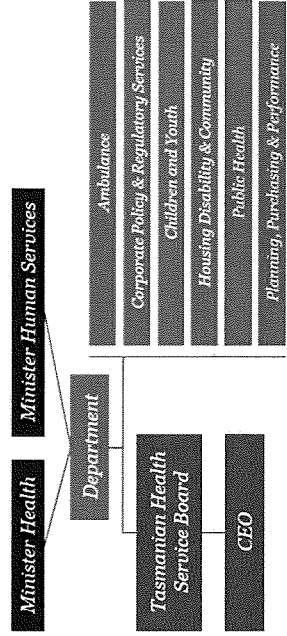 Minister Health
Minister Human Services
Department
Tasmanian Health
Service Board
CEO
Ambulance
Corporate Policy & Regulatory Services
Children and Youth
Housing Disability & Community
Public Health
Planning, Purchasing & Performance